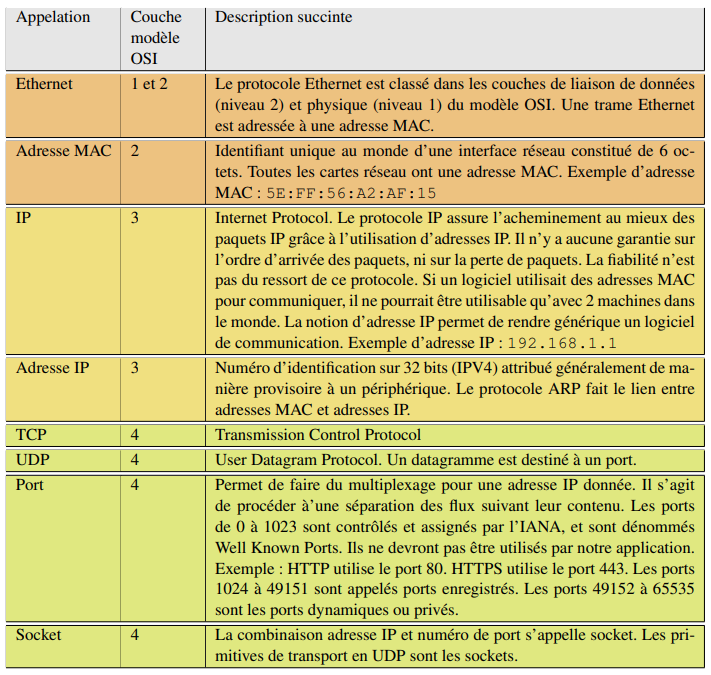 Appelation Couche Description succinte
modèle
OSI
Ethernet 1 et 2 Le protocole Ethernet est classé dans les couches de liaison de données
(niveau 2) et physique (niveau 1) du modèle OSI. Une trame Ethernet
est adressée à une adresse MAC.
Adresse MAC 2 Identifiant unique au monde d'une interface réseau constitué de 6 oc-
tets. Toutes les cartes réseau ont une adresse MAC. Exemple d'adresse
MAC : 5E:FF:56:A2:AF:15
IP 3 Internet Protocol. Le protocole IP assure l'acheminement au mieux des
paquets IP grâce à l'utilisation d'adresses IP. Il n'y a aucune garantie sur
l'ordre d'arrivée des paquets, ni sur la perte de paquets. La fiabilité n'est
pas du ressort de ce protocole. Si un logiciel utilisait des adresses MAC
pour communiquer, il ne pourrait être utilisable qu'avec 2 machines dans
le monde. La notion d'adresse IP permet de rendre générique un logiciel
de communication. Exemple d'adresse IP : 192.168.1.1
Adresse IP 3 Numéro d'identification sur 32 bits (IPV4) attribué généralement de ma-
nière provisoire à un périphérique. Le protocole ARP fait le lien entre
adresses MAC et adresses IP.
TCP 4 Transmission Control Protocol
UDP 4 User Datagram Protocol. Un datagramme est destiné à un port.
Port 4 Permet de faire du multiplexage pour une adresse IP donnée. Il s'agit
de procéder à'une séparation des flux suivant leur contenu. Les ports
de 0 à 1023 sont contrôlés et assignés par l'IANA, et sont dénommés
Well Known Ports. Ils ne devront pas être utilisés par notre application.
Exemple : HTTP utilise le port 80. HTTPS utilise le port 443. Les ports
1024 à 49151 sont appelés ports enregistrés. Les ports 49152 à 65535
sont les ports dynamiques ou privés.
Socket 4 La combinaison adresse IP et numéro de port s'appelle socket. Les pri-
mitives de transport en UDP sont les sockets.